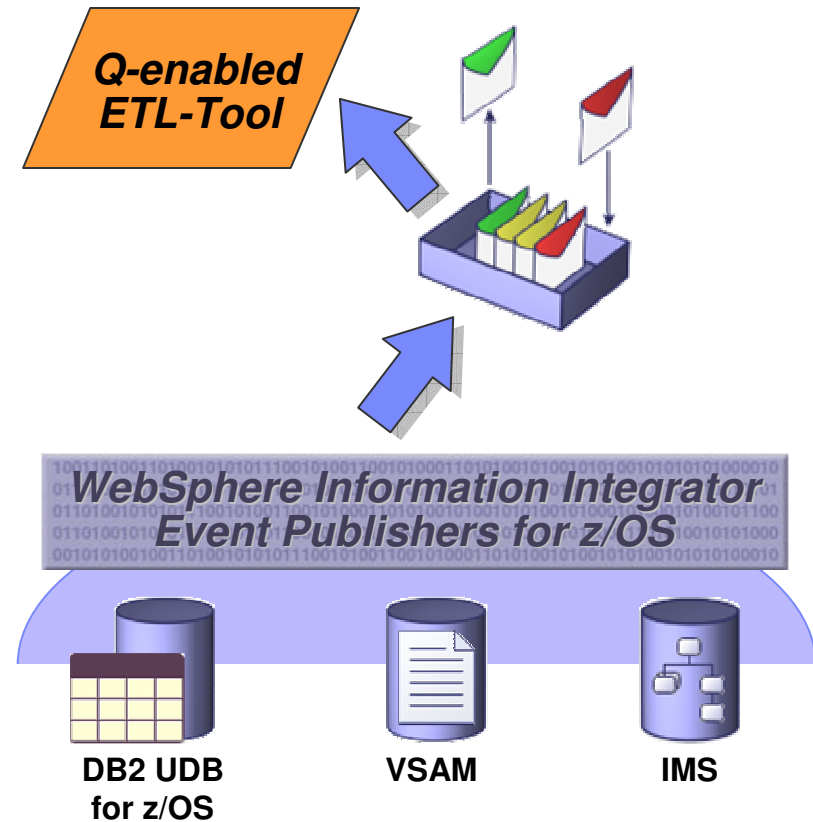 Q-enabled
ETL-Tool
WebSphere Information Integrator
Event Publishers for z/OS
DB2 UDB
for z/OS
VSAM
IMS